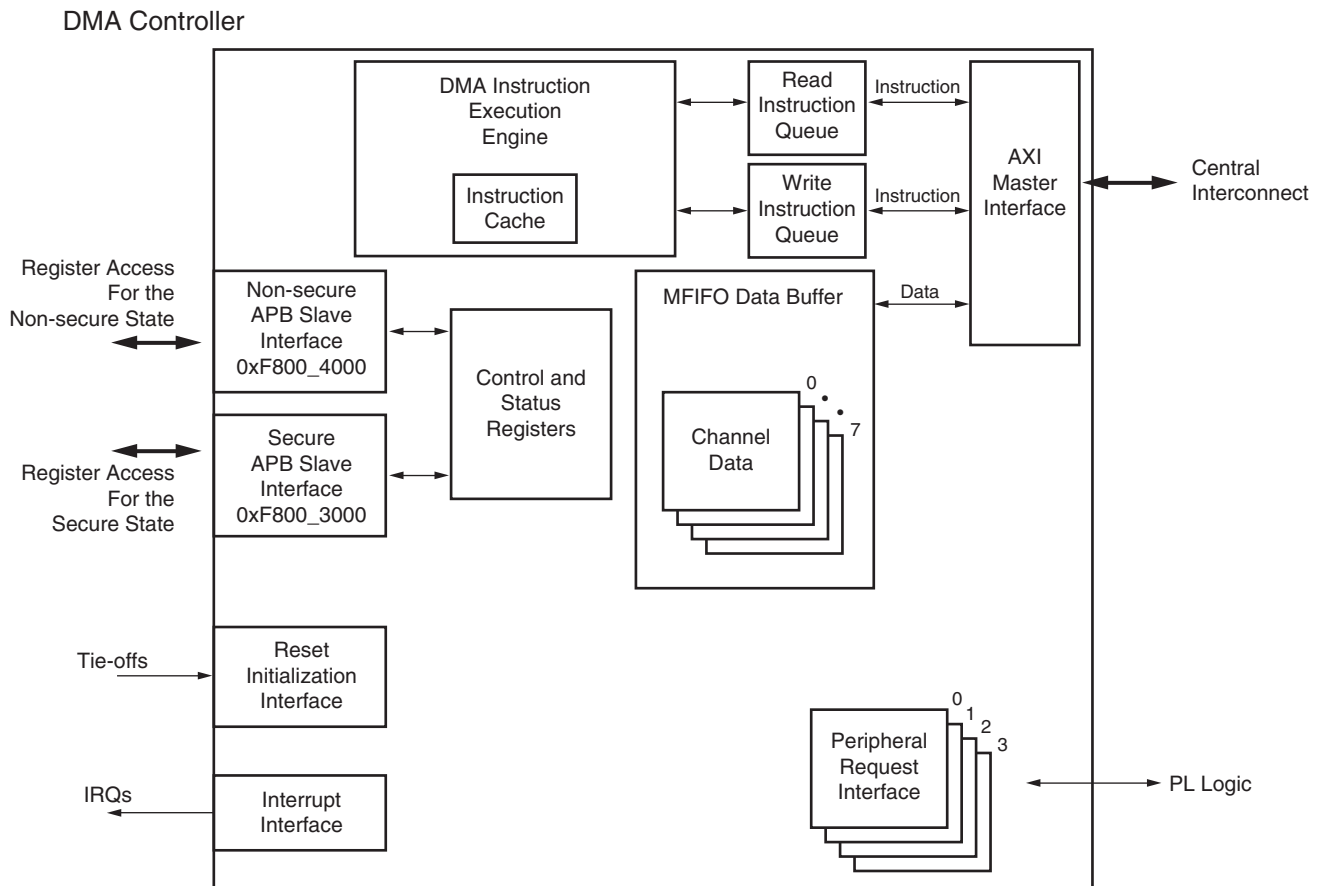 DMA Controller
DMA Instruction
Execution
Engine
Instruction
Cache
Read
Instruction
Queue
Instruction
Write
Instruction
Queue
Instruction
AXI
Master
Interface
Central
Interconnect
Register Access
For the
Non-secure State
Non-secure
APB Slave
Interface
0xF800_4000
Control and
Status
Registers
MFIFO Data Buffer
Data
Channel
Data
0
7
Register Access
For the
Secure State
Secure
APB Slave
Interface
0xF800_3000
Tie-offs
Reset
Initialization
Interface
IRQs
Interrupt
Interface
Peripheral
Request
Interface
0
1
2
3
PL Logic